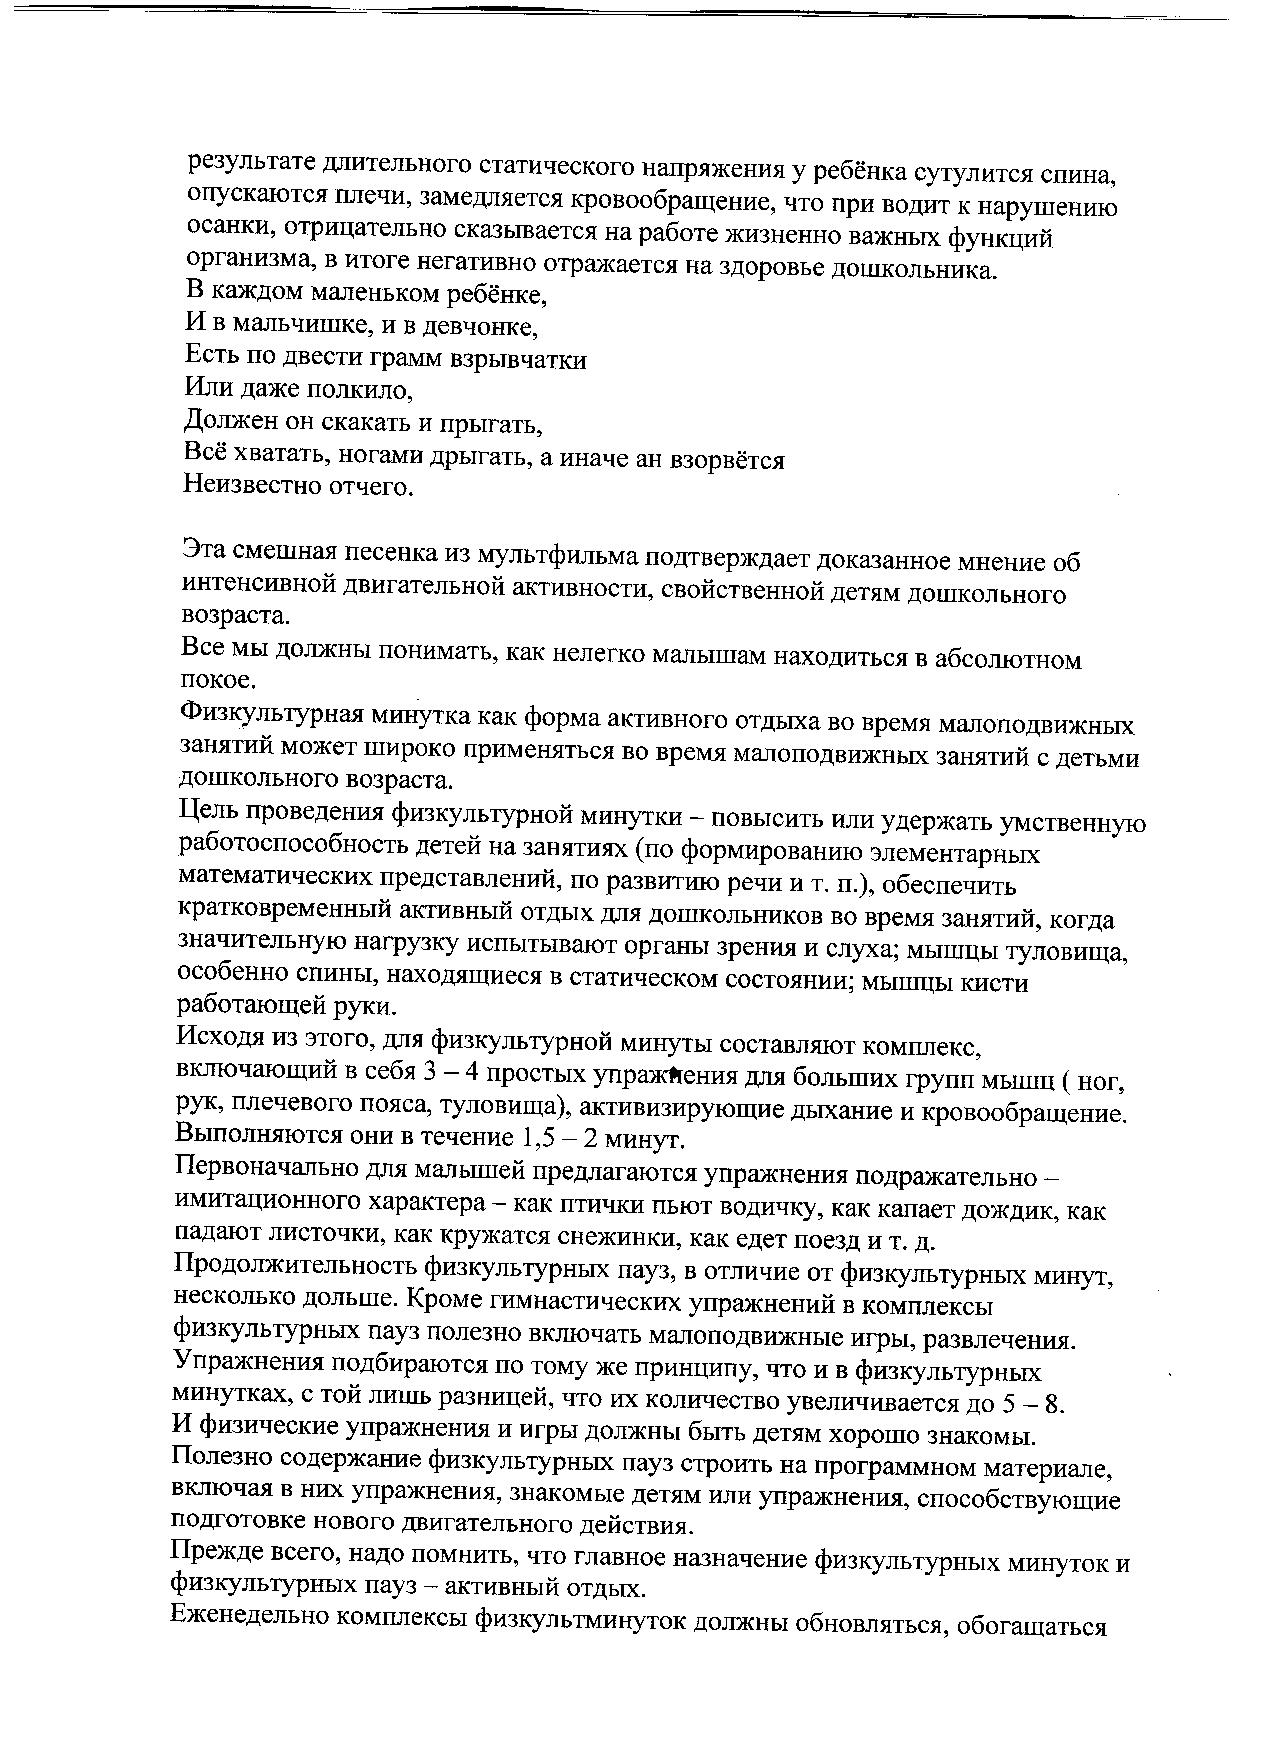 результате длительного статического напряжения у ребёнка сутулится спина,
опускаются плечи, замедляется кровообращение, что при водит к нарушению
осанки, отрицательно сказывается на работе жизненно важных функций
организма, в итоге негативно отражается на здоровье дошкольника.
В каждом маленьком ребёнке,
И в мальчишке, и в девчонке,
Есть по двести грамм взрывчатки
Или даже полкило,
Должен он скакать и прыгать,
Всё хватать, ногами дрыгать, а иначе ан взорвётся
Неизвестно отчего.
Эта смешная песенка из мультфильма подтверждает доказанное мнение об
интенсивной двигательной активности, свойственной детям дошкольного
возраста.
Все мы должны понимать, как нелегко малышам находиться в абсолютном
покое.
Физкультурная минутка как форма активного отдыха во время малоподвижных
занятий может широко применяться во время малоподвижных занятий с детьми
дошкольного возраста.
Цель проведения физкультурной минутки – повысить или удержать умственную
работоспособность детей на занятиях (по формированию элементарных
математических представлений, по развитию речи и т. п.), обеспечить
кратковременный активный отдых для дошкольников во время занятий, когда
значительную нагрузку испытывают органы зрения и слуха; мышцы туловища,
особенно спины, находящиеся в статическом состоянии; мышцы кисти
работающей руки.
Исходя из этого, для физкультурной минуты составляют комплекс,
включающий в себя 3 – 4 простых упражнения для больших групп мышц ( ног,
рук, плечевого пояса, туловища), активизирующие дыхание и кровообращение.
Выполняются они в течение 1,5 – 2 минут.
Первоначально для малышей предлагаются упражнения подражательно –
имитационного характера – как птички пьют водичку, как капает дождик, как
падают листочки, как кружатся снежинки, как едет поезд и т. д.
Продолжительность физкультурных пауз, в отличие от физкультурных минут,
несколько дольше. Кроме гимнастических упражнений в комплексы
физкультурных пауз полезно включать малоподвижные игры, развлечения.
Упражнения подбираются по тому же принципу, что и в физкультурных
минутках, с той лишь разницей, что их количество увеличивается до 5 – 8.
И физические упражнения и игры должны быть детям хорошо знакомы.
Полезно содержание физкультурных пауз строить на программном материале,
включая в них упражнения, знакомые детям или упражнения, способствующие
подготовке нового двигательного действия.
Прежде всего, надо помнить, что главное назначение физкультурных минуток и
физкультурных пауз – активный отдых.
Еженедельно комплексы физкультминуток должны обновляться, обогащаться